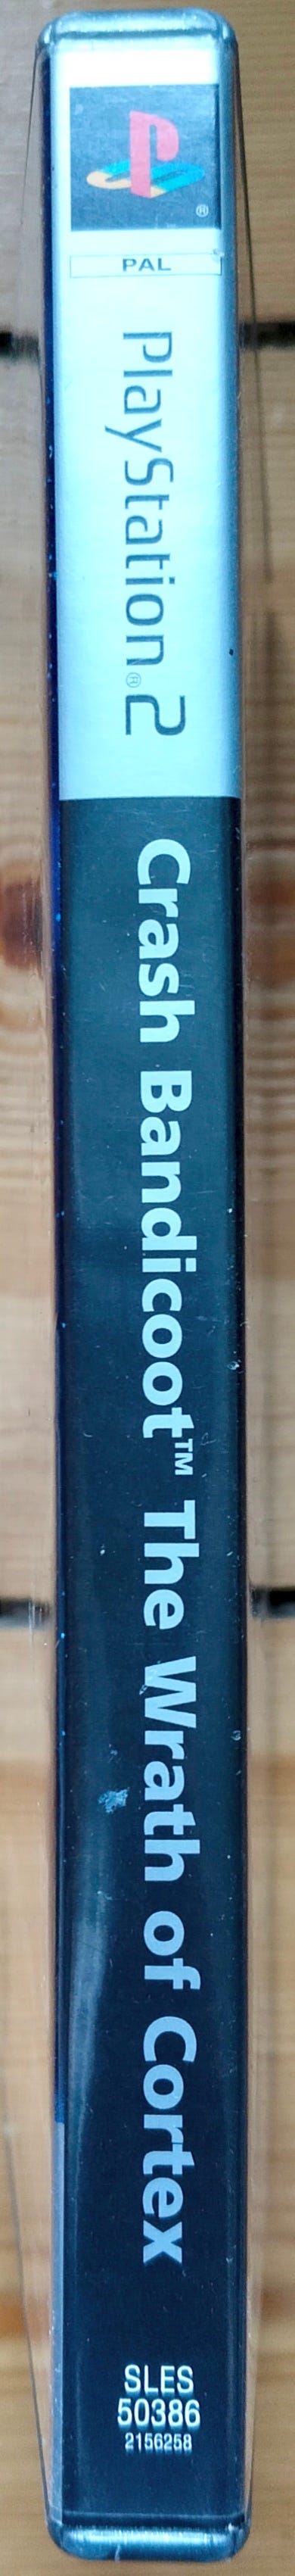 ®
PAL
PlayStation®2
Crash Bandicoot™ The Wrath of Cortex
SLES
50386
2156258